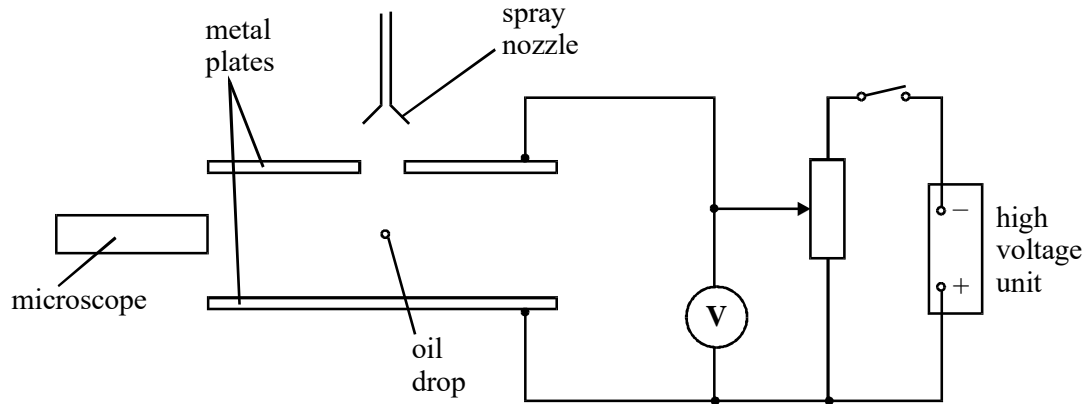 metal
plates
spray
nozzle
microscope
oil
drop
V
−
+
high
voltage
unit